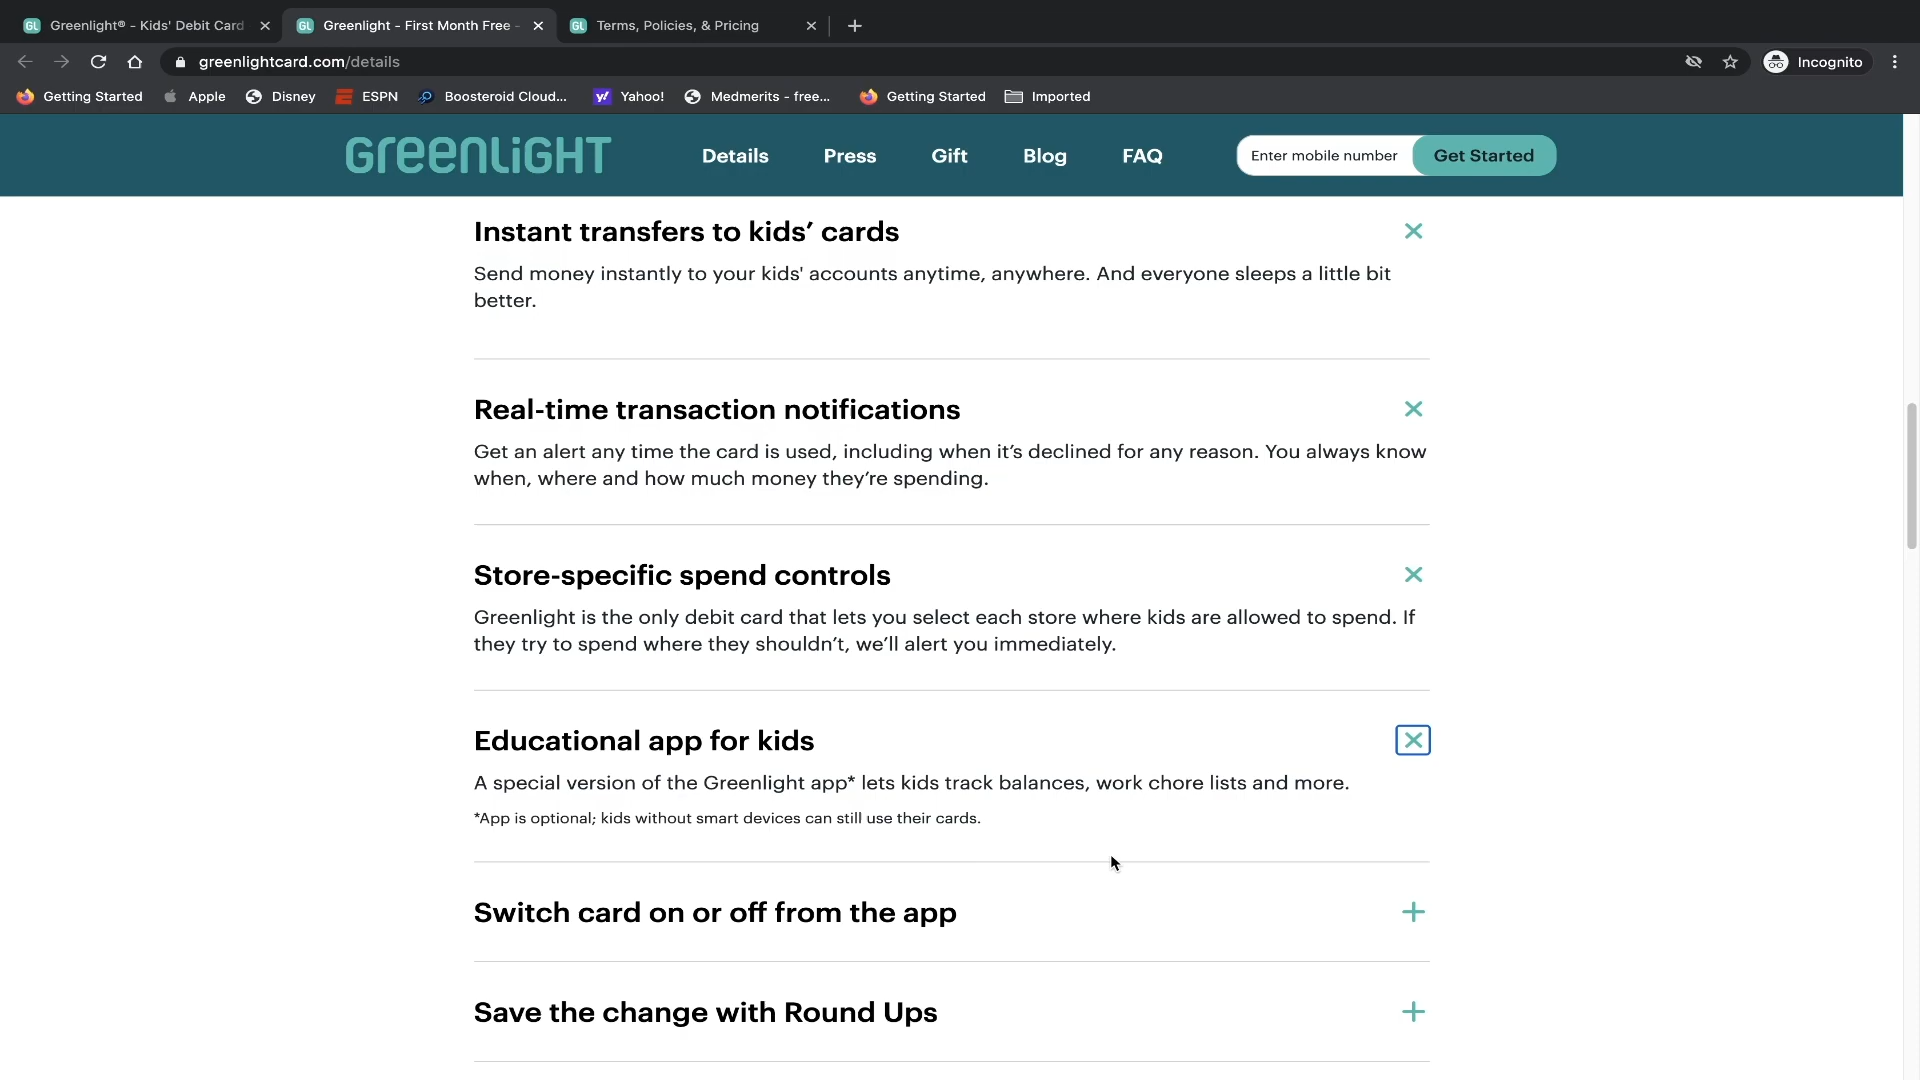 Greenlight® - Kids' Debit Card
Greenlight - First Month Free -
Terms, Policies, & Pricing
greenlightcard.com/details
Incognito
Getting Started
Apple
Disney
ESPN
Boosteroid Cloud...
Yahoo!
Medmerits - free...
Getting Started
Imported
GREENLIGHT
Details
Press
Gift
Blog
FAQ
Enter mobile number
Get Started
Instant transfers to kids’ cards
Send money instantly to your kids' accounts anytime, anywhere. And everyone sleeps a little bit
better.
Real-time transaction notifications
Get an alert any time the card is used, including when it’s declined for any reason. You always know
when, where and how much money they’re spending.
Store-specific spend controls
Greenlight is the only debit card that lets you select each store where kids are allowed to spend. If
they try to spend where they shouldn’t, we’ll alert you immediately.
Educational app for kids
A special version of the Greenlight app* lets kids track balances, work chore lists and more.
*App is optional; kids without smart devices can still use their cards.
Switch card on or off from the app
Save the change with Round Ups